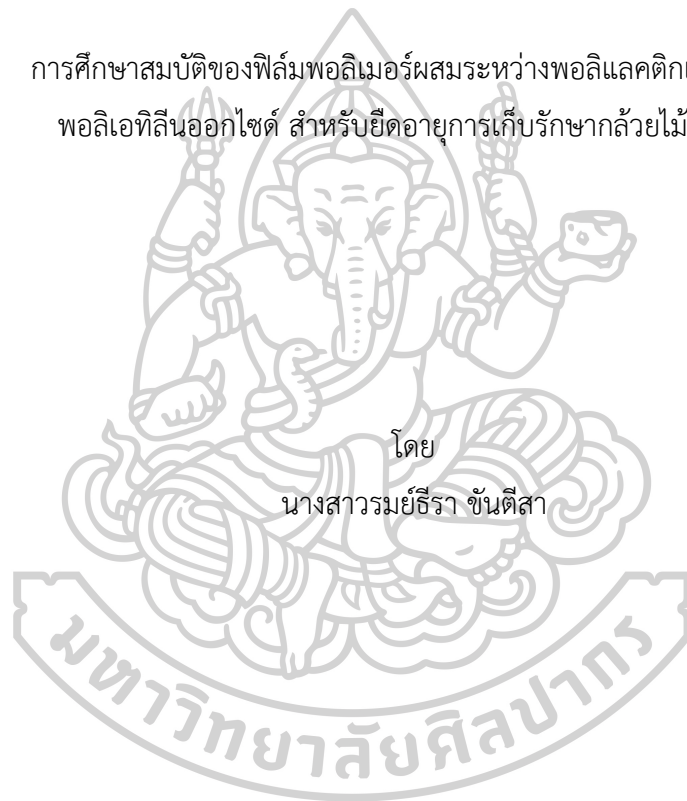 การศึกษาสมบัติของฟิล์มพอลิเมอร์ผสมระหว่างพอลิแลคติก
พอลิเอทิลีนออกไซด์ สำหรับยืดอายุการเก็บรักษากล้วยไม้
โดย
นางสาวรมย์ธีรา ขันตีสา
มหาวิทยาลัยศิลปากร